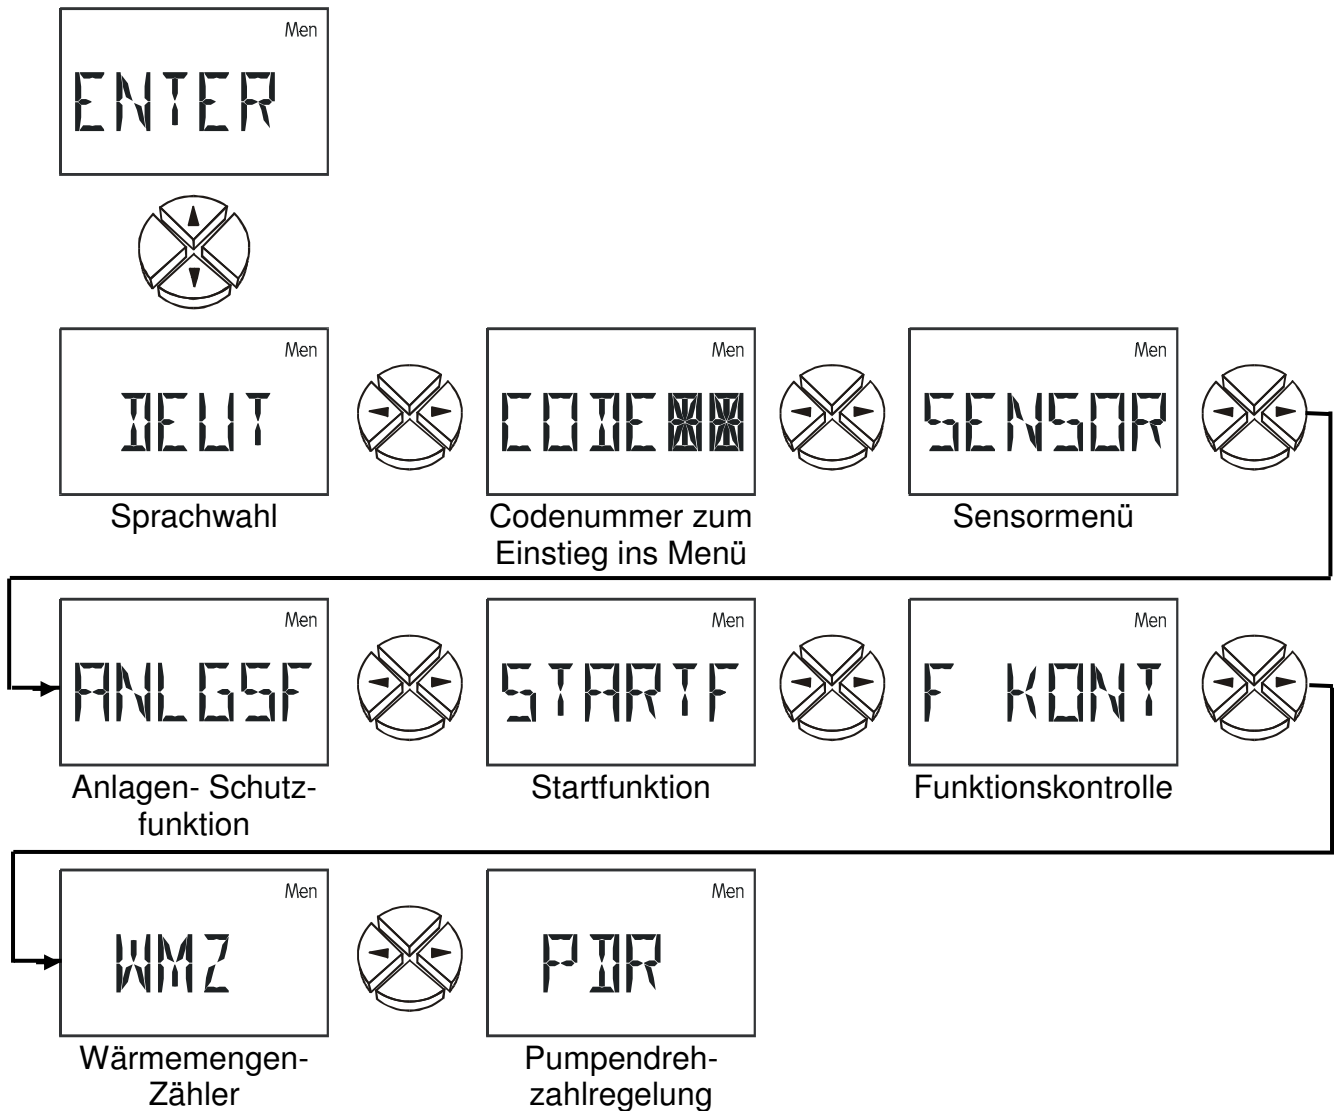 Men
ENTER
Men
DEUT
Sprachwahl
Men
CODE
Codenummer zum
Einstieg ins Menü
Men
SENSOR
Sensormenü
Men
ANLGSF
Anlagen- Schutz-
funktion
Men
STARTF
Startfunktion
Men
F KONT
Funktionskontrolle
Men
WMZ
Wärmemengen-
Zähler
Men
PDR
Pumpendreh-
zahlregelung